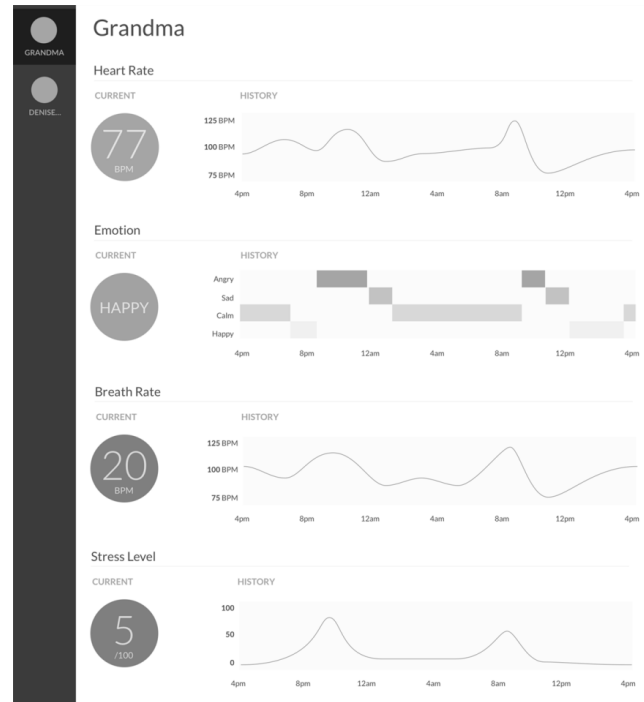 Grandma
GRANDMA
DENISE...
Heart Rate
CURRENT
HISTORY
77
BPM
125 BPM
100 BPM
75 BPM
4pm 8pm 12am 4am 8am 12pm 4pm
Emotion
CURRENT
HISTORY
HAPPY
Angry
Sad
Calm
Happy
4pm 8pm 12am 4am 8am 12pm 4pm
Breath Rate
CURRENT
HISTORY
20
BPM
125 BPM
100 BPM
75 BPM
4pm 8pm 12am 4am 8am 12pm 4pm
Stress Level
CURRENT
HISTORY
5
/100
100
50
0
4pm 8pm 12am 4am 8am 12pm 4pm